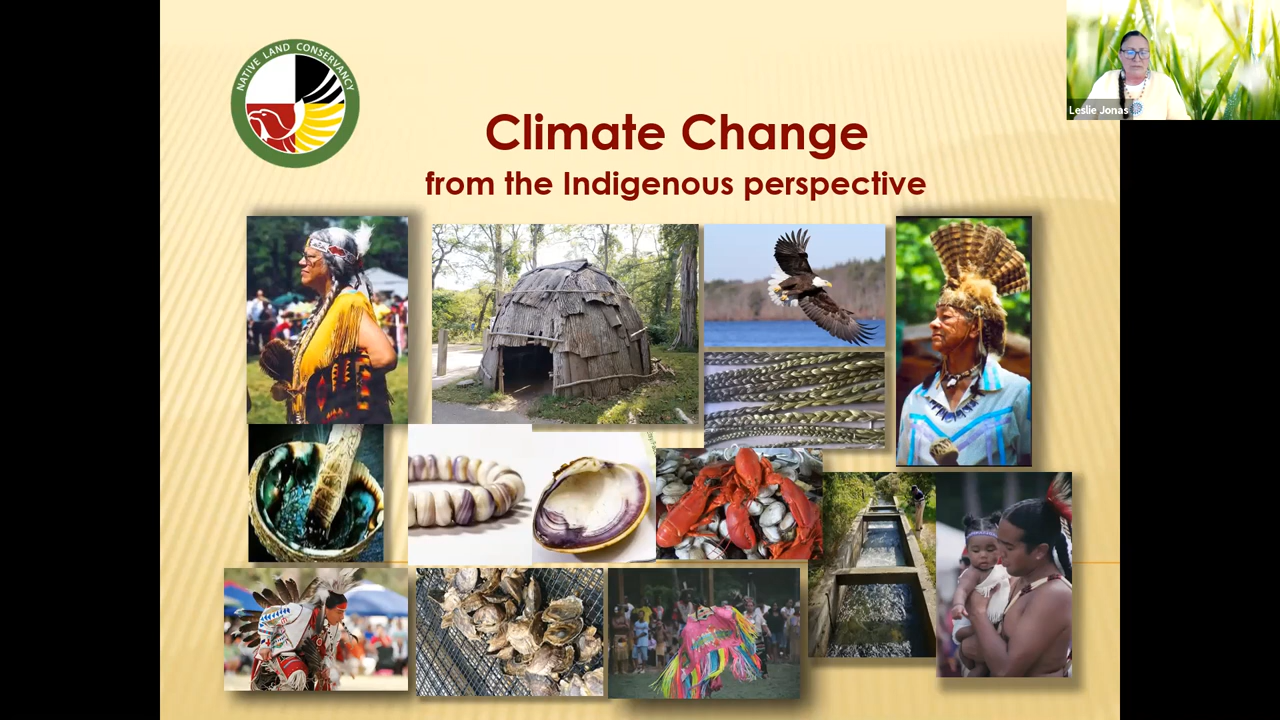 NATIVE LAND CONSERVANCY
Climate Change
from the Indigenous perspective
Leslie Jonas